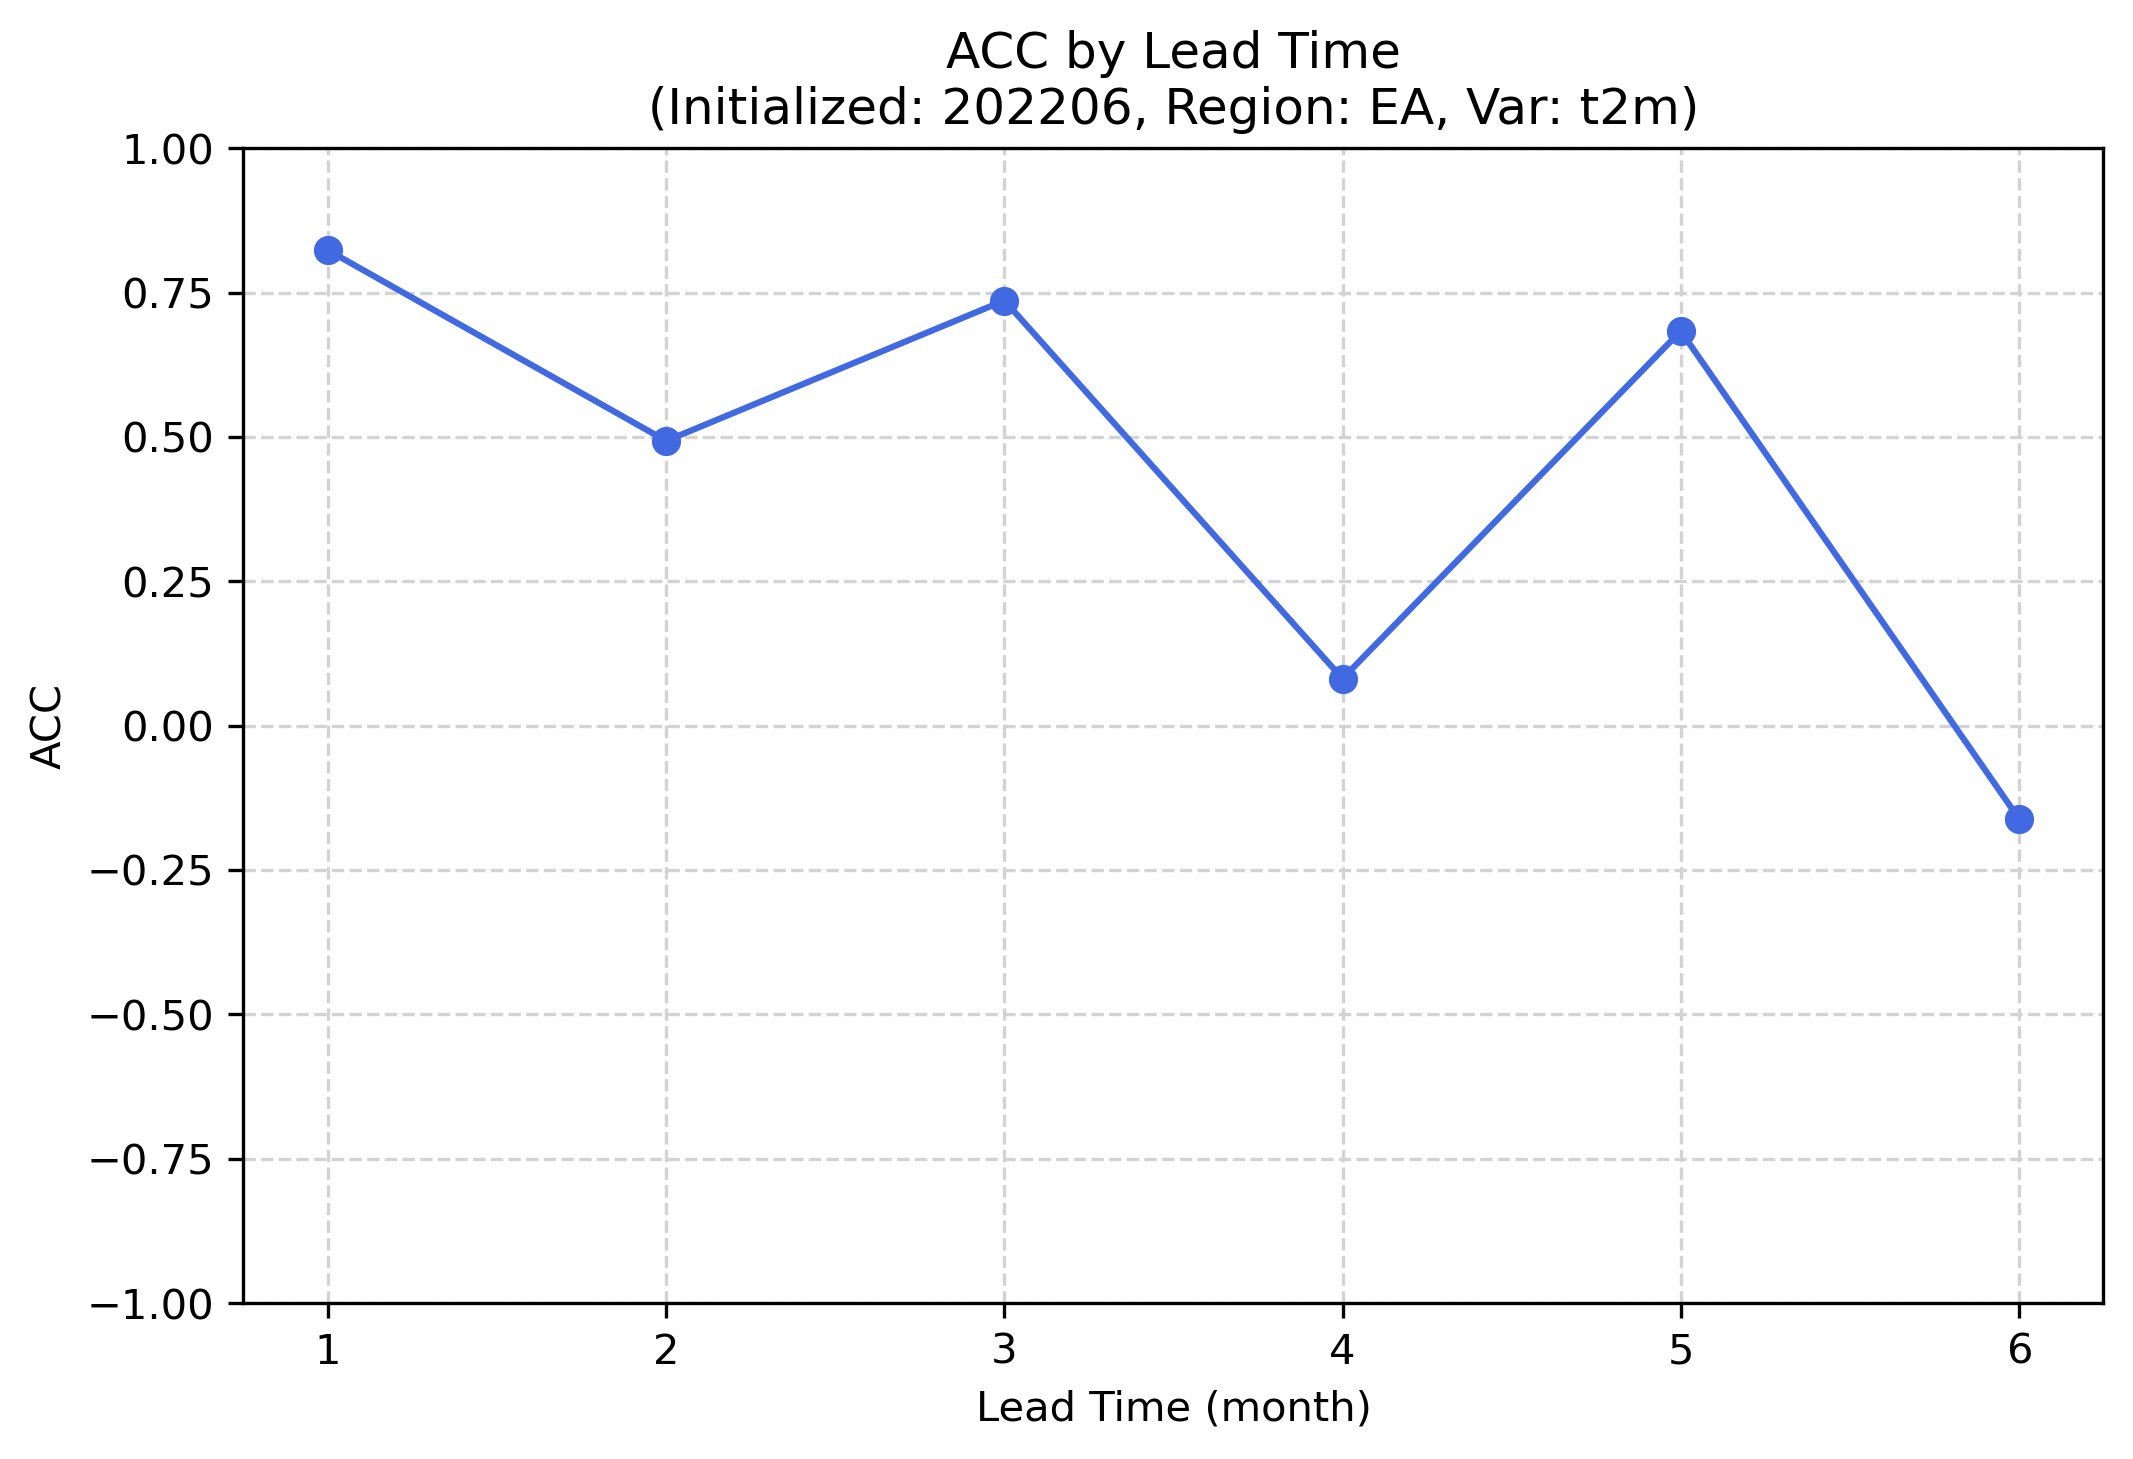 ACC by Lead Time
(Initialized: 202206, Region: EA, Var: t2m)
1.00
0.75
0.50
0.25
0.00
−0.25
−0.50
−0.75
−1.00
ACC
1 2 3 4 5 6
Lead Time (month)